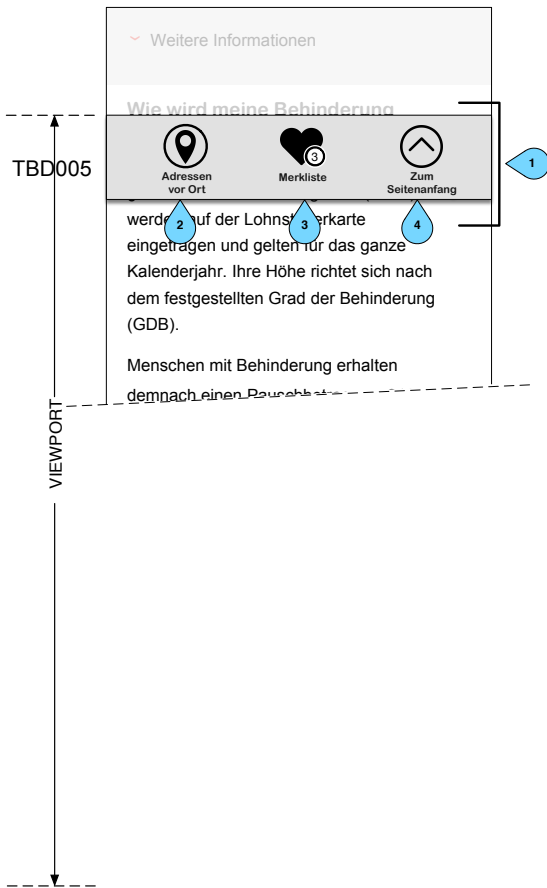 Weitere Informationen
Wie wird meine Behinderung
1
TBD005
3
Adressen
vor Ort
Merkliste
Zum
Seitenanfang
2
3
4
auf der
eingetragen und gelten für das ganze
Kalenderjahr. Ihre Höhe richtet sich nach
dem festgestellten Grad der Behinderung
(GDB).
Menschen mit Behinderung erhalten
demnach einen
VIEWPORT